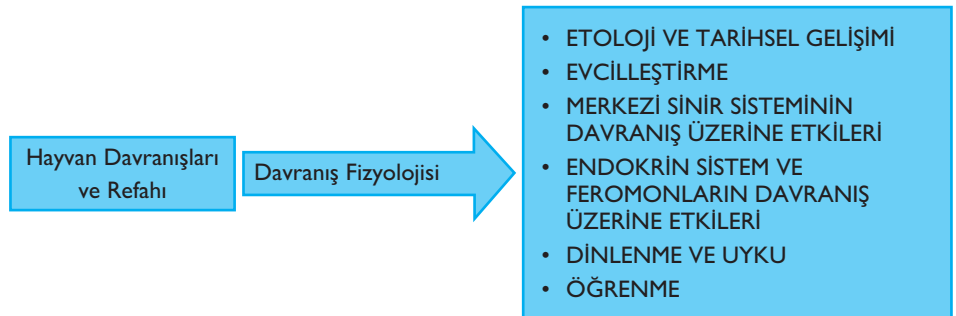 Hayvan Davranışları
ve Refahı
Davranış Fizyolojisi
• ETOLOJİ VE TARİHSEL GELİŞİMİ
• EVCİLLEŞTİRME
• MERKEZİ SİNİR SİSTEMİNİN
DAVRANIŞ ÜZERİNE ETKİLERİ
• ENDOKRİN SİSTEM VE
FEROMONLARIN DAVRANIŞ
ÜZERİNE ETKİLERİ
• DİNLENME VE UYKU
• ÖĞRENME